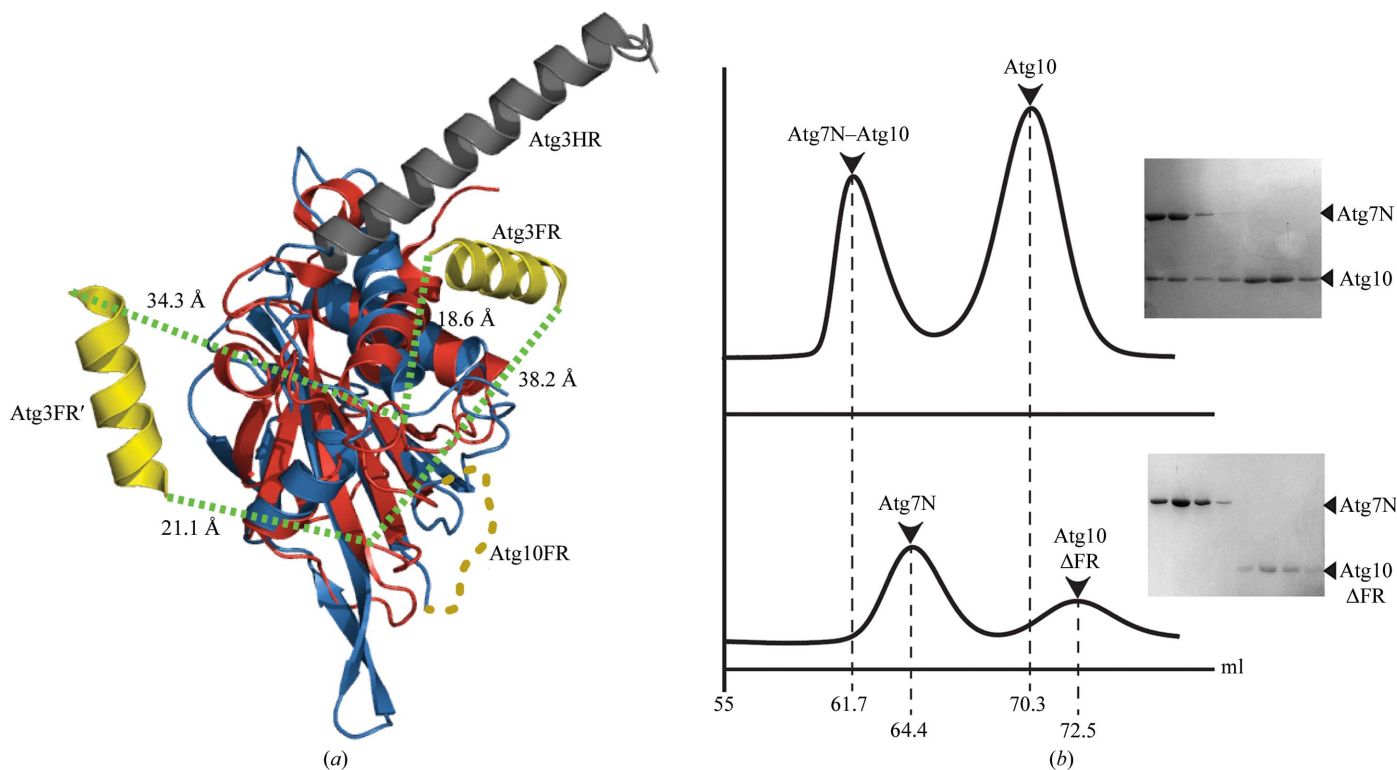 Atg3HR
Atg3FR
34.3 Å
18.6 Å
38.2 Å
Atg3FR′
21.1 Å
Atg10FR
(a)
Atg10
Atg7N–Atg10
Atg7N
Atg10
Atg7N
Atg10
ΔFR
Atg7N
Atg10
ΔFR
ml
55
61.7
70.3
64.4
72.5
(b)